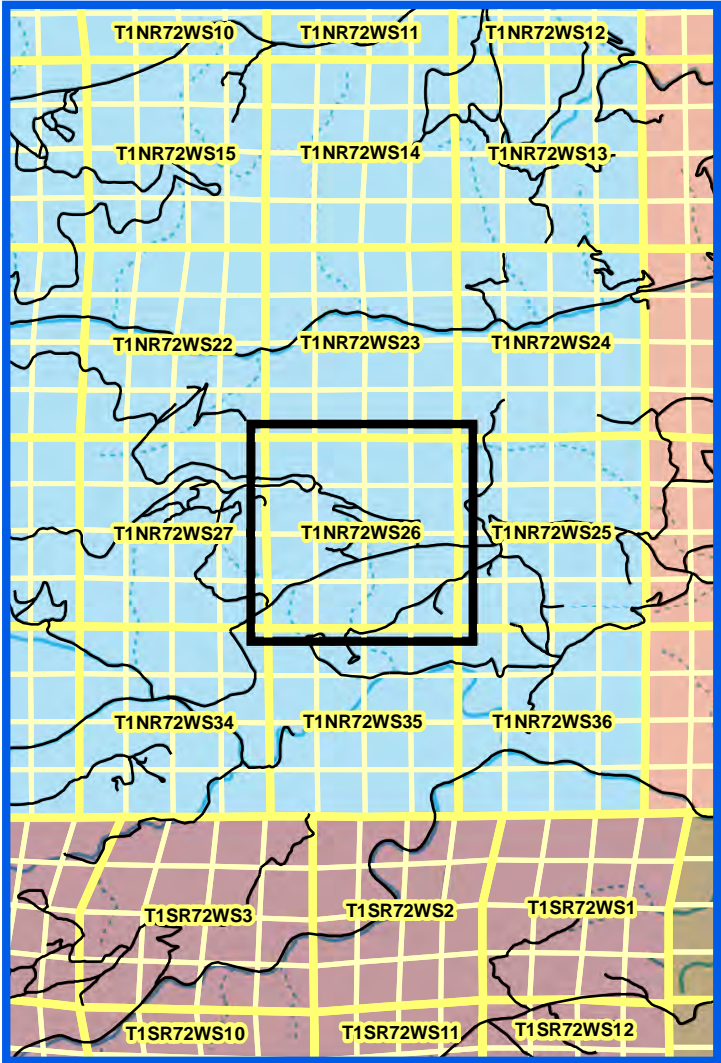 T1NR72WS10 T1NR72WS11 T1NR72WS12
T1NR72WS15 T1NR72WS14 T1NR72WS13
T1NR72WS22 T1NR72WS23 T1NR72WS24
T1NR72WS27 T1NR72WS26 T1NR72WS25
T1NR72WS34 T1NR72WS35 T1NR72WS36
T1SR72WS3 T1SR72WS2 T1SR72WS1
T1SR72WS10 T1SR72WS11 T1SR72WS12